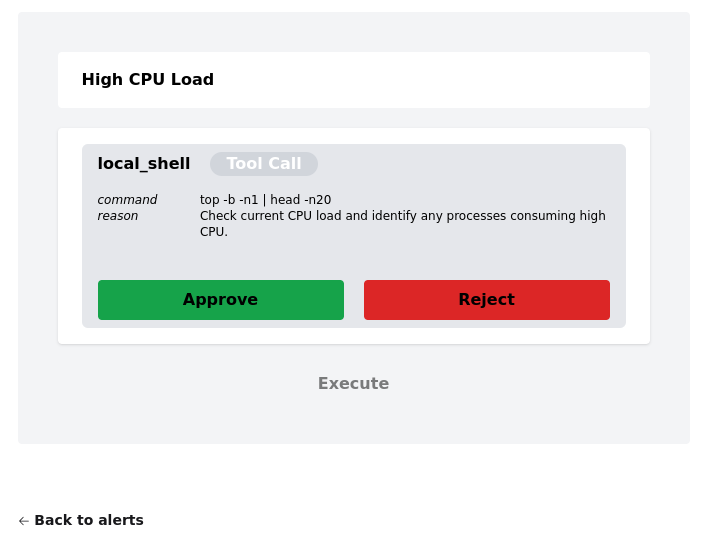 High CPU Load
local_shell Tool Call
command top -b -n1 | head -n20
reason Check current CPU load and identify any processes consuming high
CPU.
Approve Reject
Execute
← Back to alerts